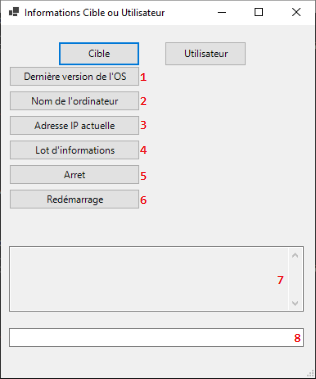 Informations Cible ou Utilisateur
Cible Utilisateur
Dernière version de l'OS 1
Nom de l'ordinateur 2
Adresse IP actuelle 3
Lot d'informations 4
Arret 5
Redémarrage 6
7
8